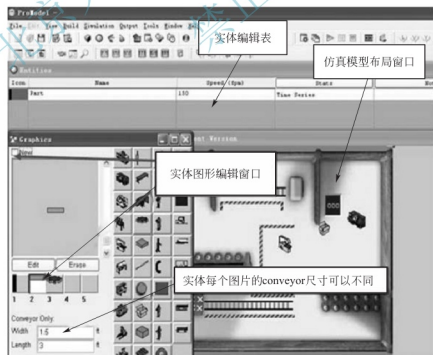 ProModel
File Edit View Build Simulation Output Tools Window
实体编辑表
仿真模型布局窗口
Entities
Icon Name Speed (fpm) Stats
Part 150 Time Series
Graphics
New
实体图形编辑窗口
Edit Erase
实体每个图片的conveyor尺寸可以不同
1 2 3 4 5
Conveyor Only:
Width 1.5 ft
Length 3 ft